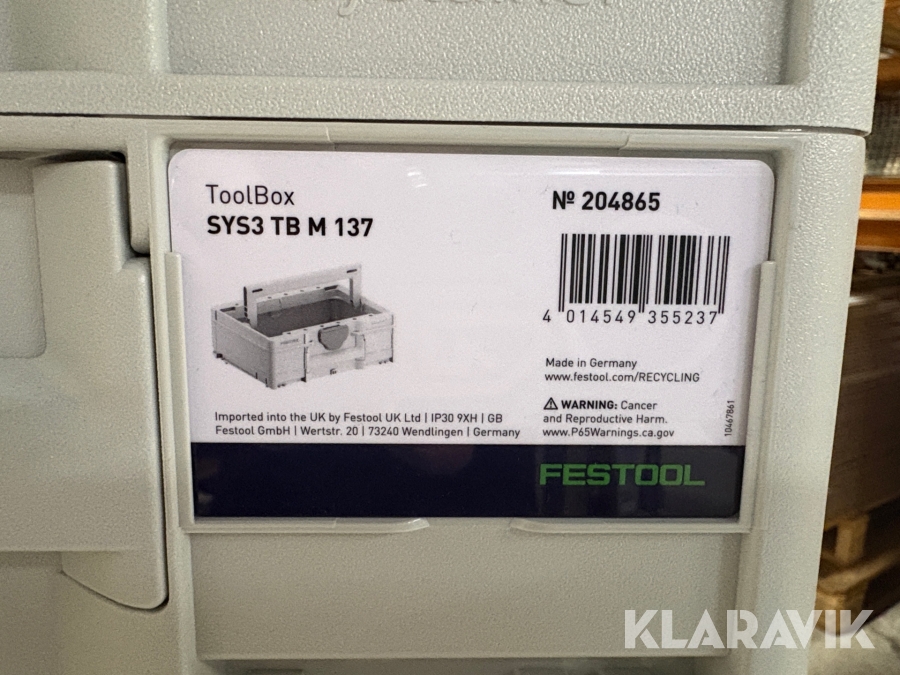 ToolBox
SYS3 TB M 137
№ 204865
4 014549 355237
Made in Germany
www.festool.com/RECYCLING
⚠ WARNING: Cancer
and Reproductive Harm.
www.P65Warnings.ca.gov
10467861
Imported into the UK by Festool UK Ltd | IP30 9XH | GB
Festool GmbH | Wertstr. 20 | 73240 Wendlingen | Germany
FESTOOL
KLARAVIK